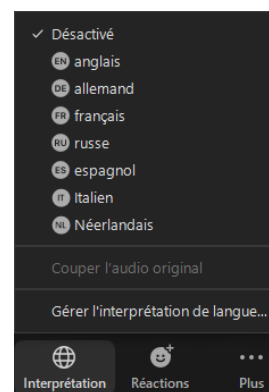 ✓ Désactivé
EN anglais
DE allemand
FR français
RU russe
ES espagnol
IT Italien
NL Néerlandais
Couper l'audio original
Gérer l'interprétation de langue...
Interprétation Réactions Plus